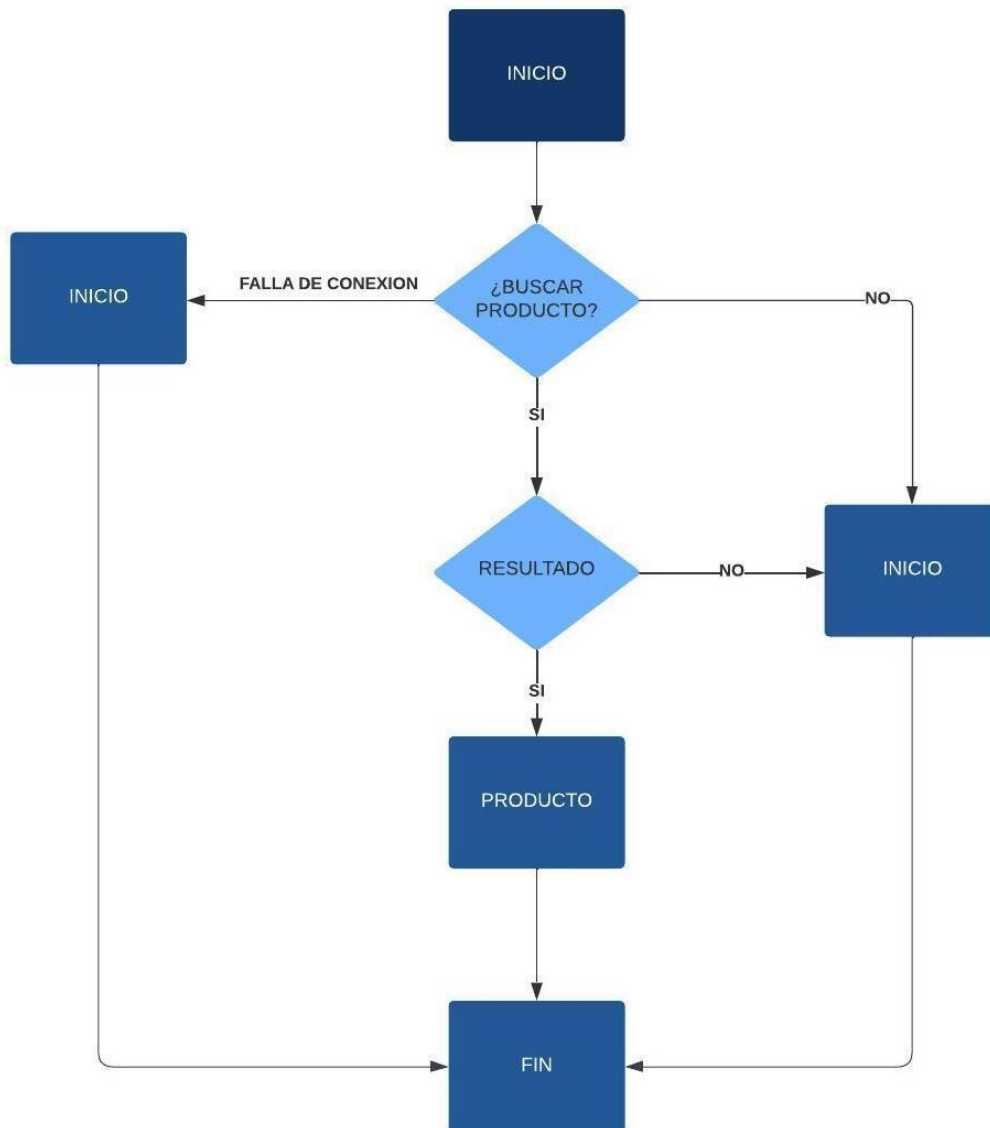 INICIO
¿BUSCAR
PRODUCTO?
FALLA DE CONEXION
INICIO
NO
SI
RESULTADO
NO
INICIO
SI
PRODUCTO
FIN